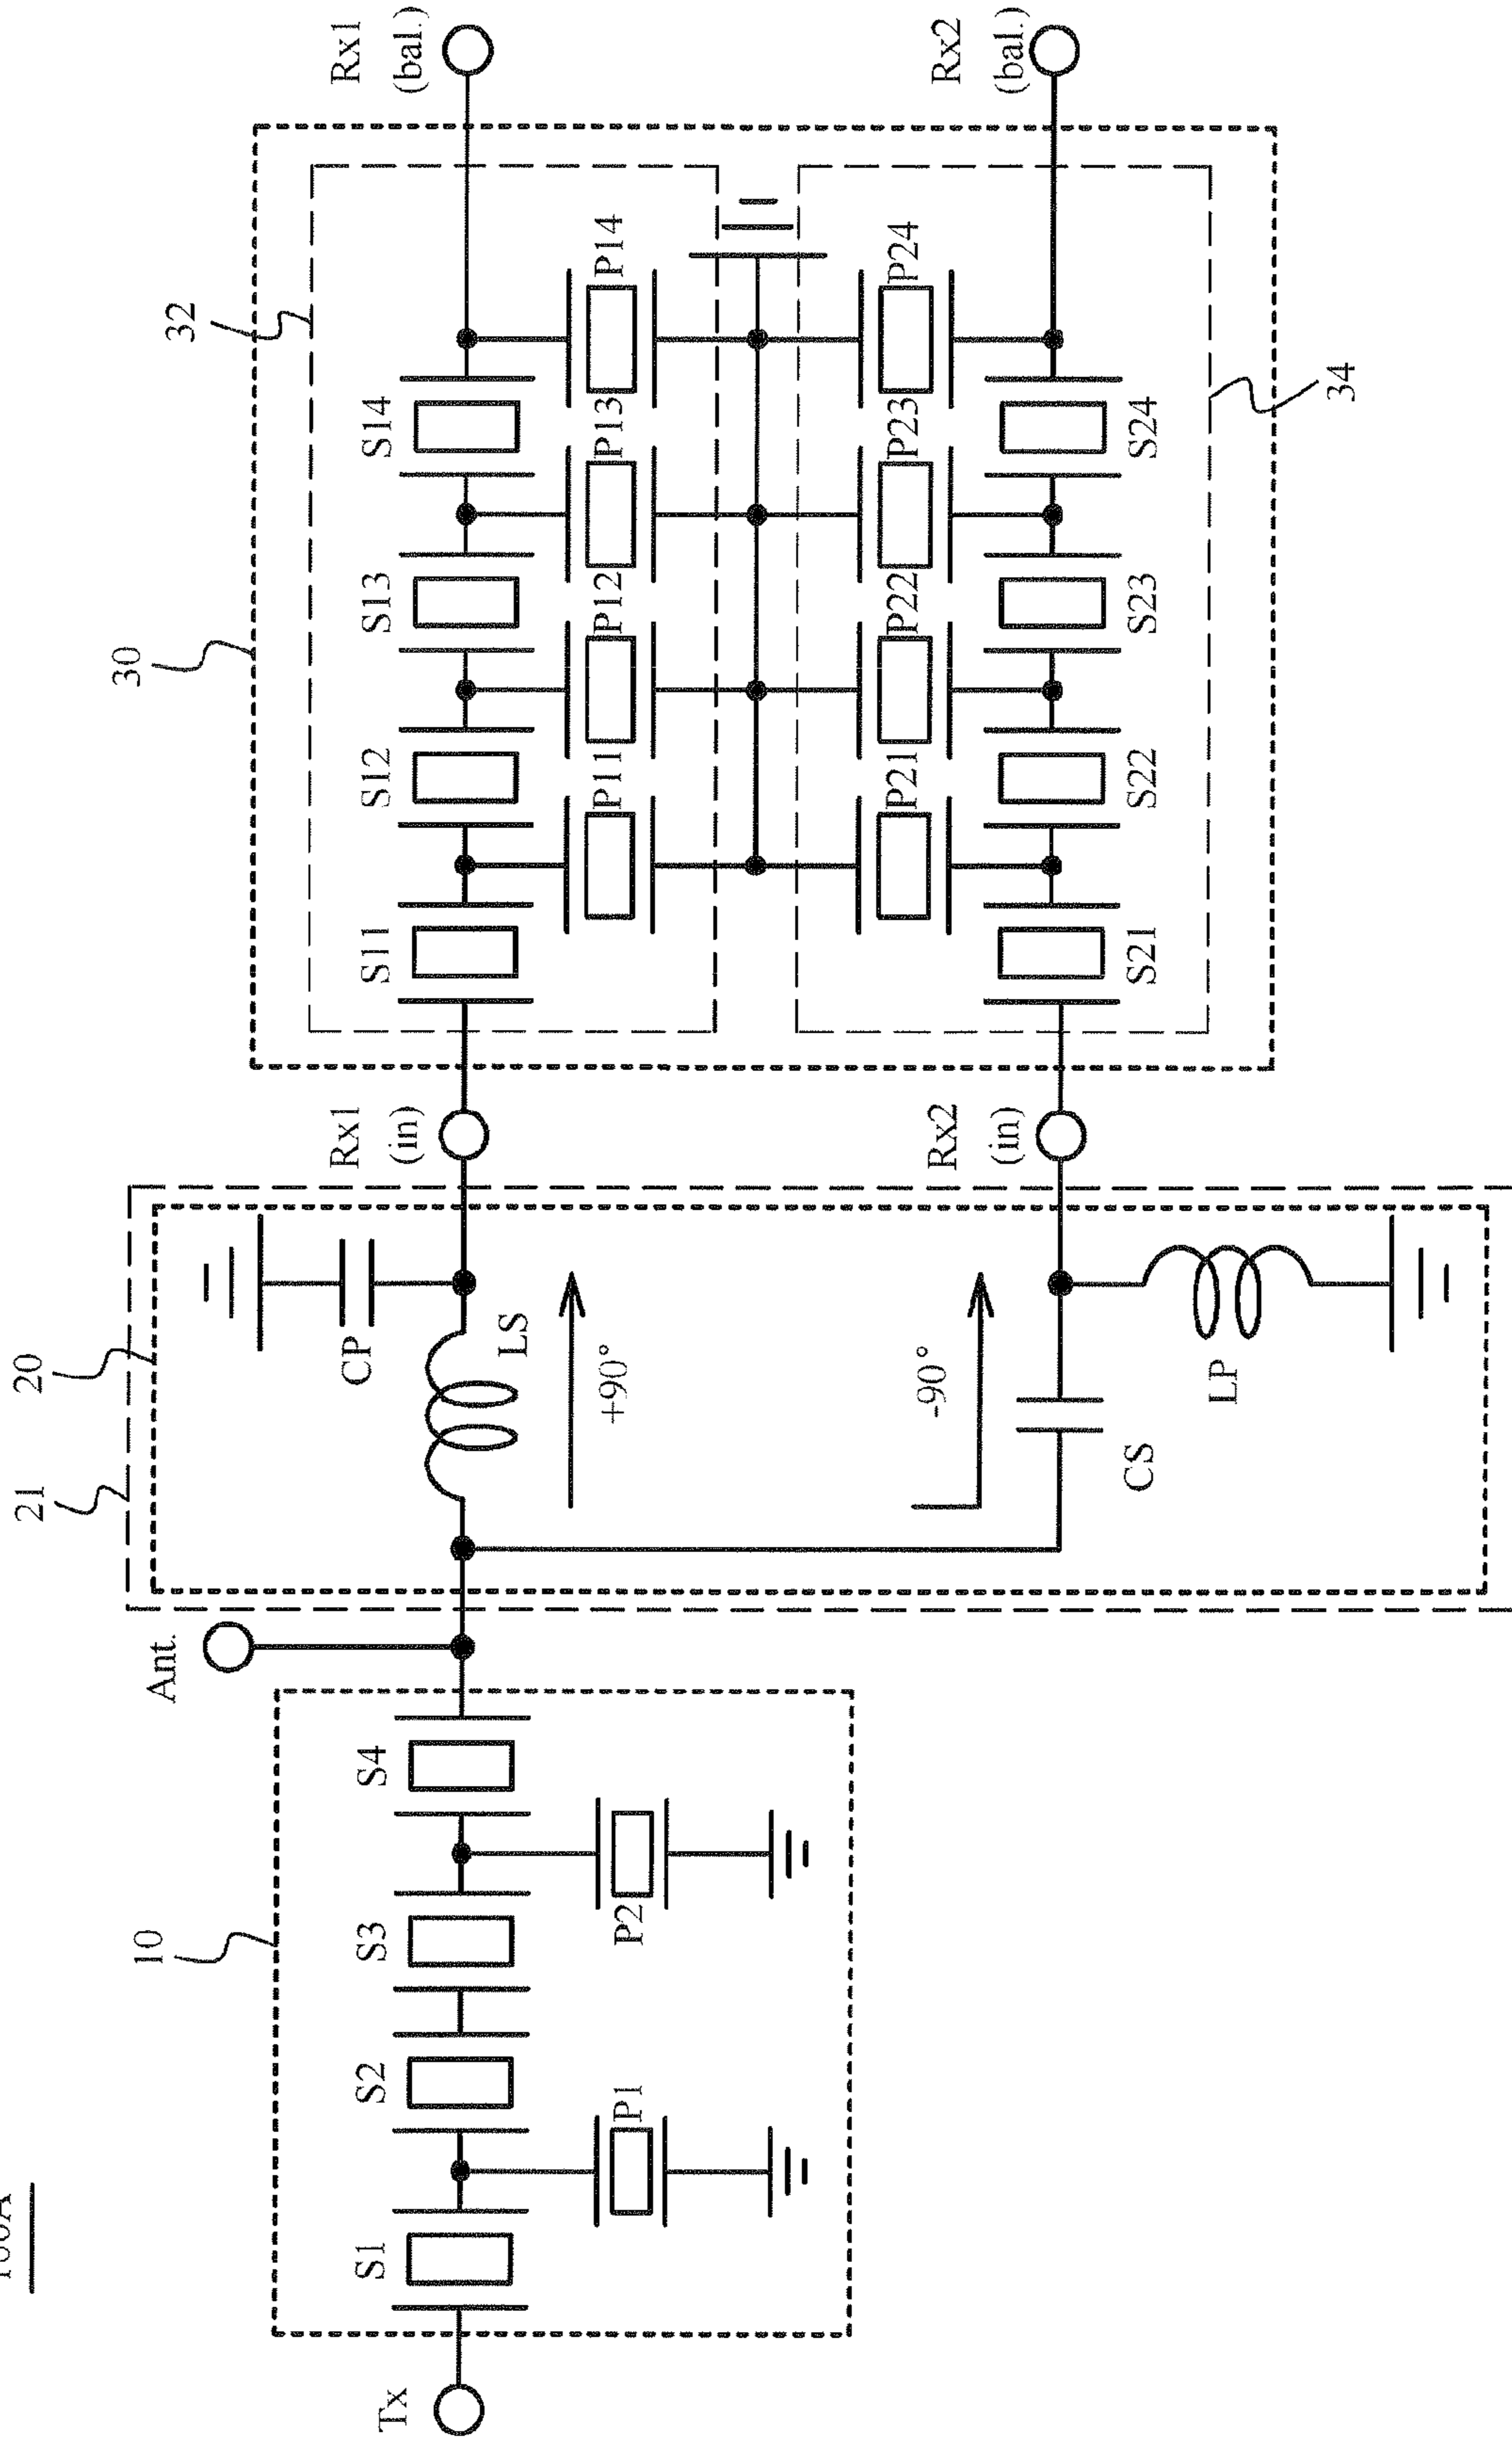 Tx
10
S1
S2
S3
S4
P1
P2
Ant.
21
20
CP
LS
+90°
-90°
CS
LP
Rx1
(in)
Rx2
(in)
30
32
S11
S12
S13
S14
P11
P12
P13
P14
P21
P22
P23
P24
S21
S22
S23
S24
34
Rx1
(bal.)
Rx2
(bal.)